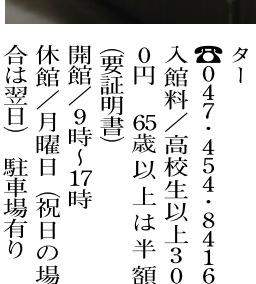 ター
☎047・454・8416
入館料／高校生以上30
0円　65歳以上は半額
（要証明書）
開館／9時～17時
休館／月曜日（祝日の場
合は翌日）　駐車場有り